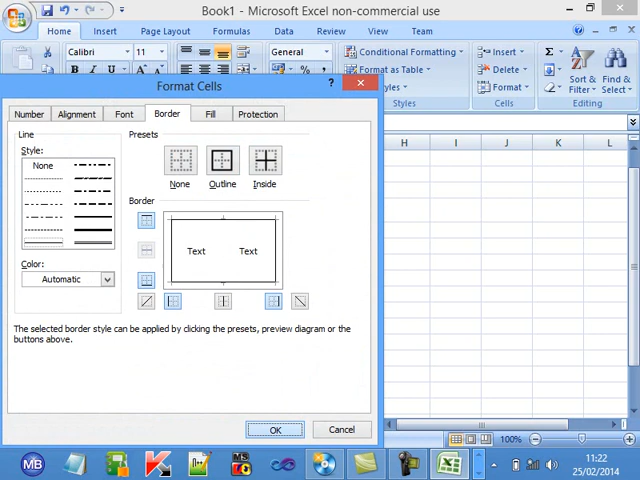 Book1 - Microsoft Excel non-commercial use
Home Insert Page Layout Formulas Data Review View Team
Calibri 11 General Conditional Formatting Insert Σ
B I U A A $ % Format as Table Delete Sort & Filter Find & Select
Styles Format
Styles Cells Editing
Format Cells
Number Alignment Font Border Fill Protection
H I J K L
Line
Style:
None
Presets
None Outline Inside
Border
Text Text
Color:
Automatic
The selected border style can be applied by clicking the presets, preview diagram or the
buttons above.
OK Cancel
100%
MB
MS
11:22
25/02/2014